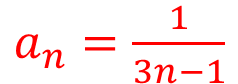 aₙ = 1/(3n−1)